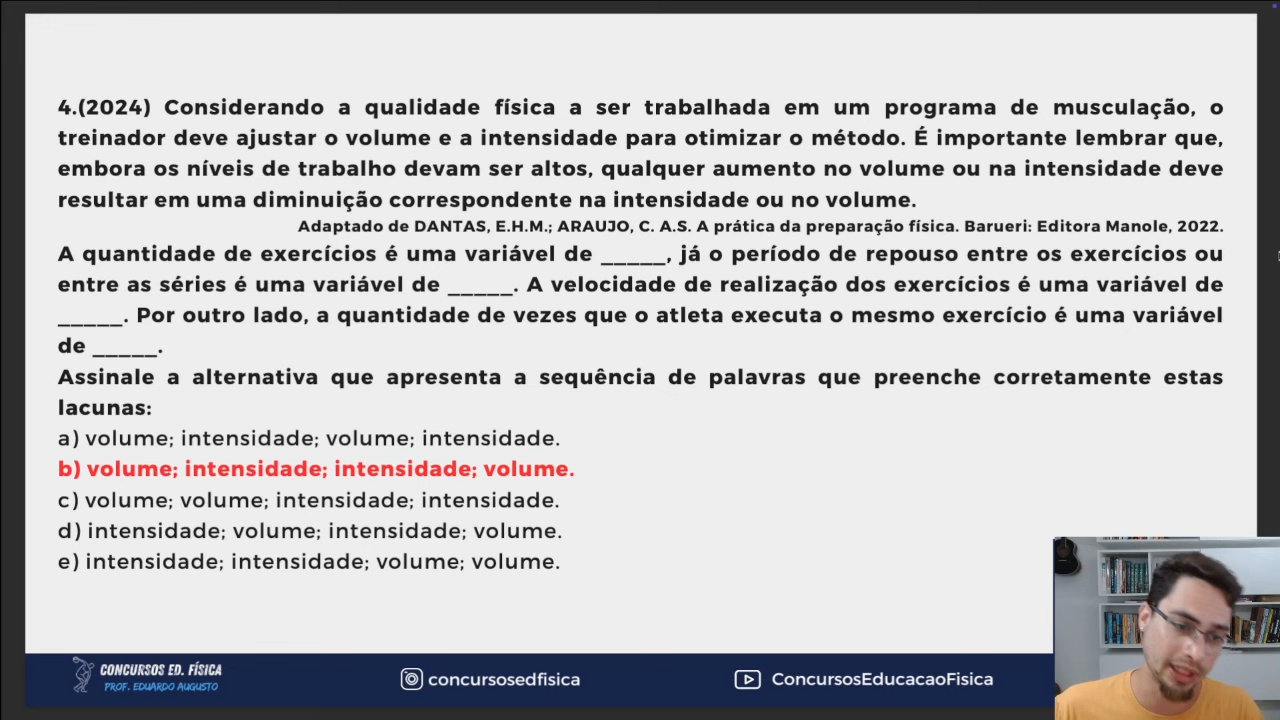 4.(2024) Considerando a qualidade física a ser trabalhada em um programa de musculação, o
treinador deve ajustar o volume e a intensidade para otimizar o método. É importante lembrar que,
embora os níveis de trabalho devam ser altos, qualquer aumento no volume ou na intensidade deve
resultar em uma diminuição correspondente na intensidade ou no volume.
Adaptado de DANTAS, E.H.M.; ARAUJO, C. A.S. A prática da preparação física. Barueri: Editora Manole, 2022.
A quantidade de exercícios é uma variável de _____, já o período de repouso entre os exercícios ou
entre as séries é uma variável de _____. A velocidade de realização dos exercícios é uma variável de
_____. Por outro lado, a quantidade de vezes que o atleta executa o mesmo exercício é uma variável
de _____.
Assinale a alternativa que apresenta a sequência de palavras que preenche corretamente estas
lacunas:
a) volume; intensidade; volume; intensidade.
b) volume; intensidade; intensidade; volume.
c) volume; volume; intensidade; intensidade.
d) intensidade; volume; intensidade; volume.
e) intensidade; intensidade; volume; volume.
CONCURSOS ED. FÍSICA
PROF. EDUARDO AUGUSTO
concursosedfisica
ConcursosEducacaoFisica